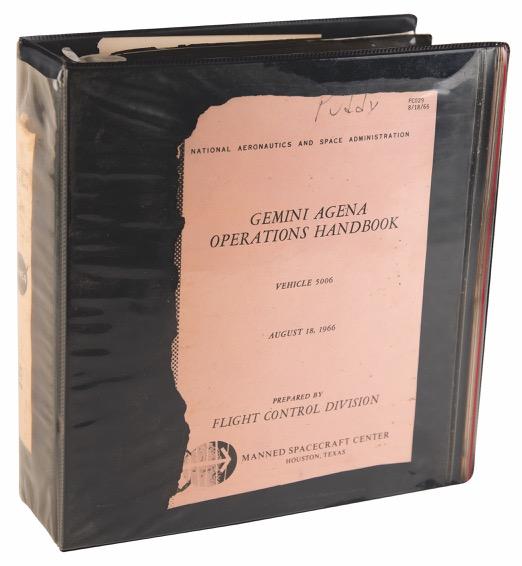 Puddy
FC029
8/18/66
NATIONAL AERONAUTICS AND SPACE ADMINISTRATION
GEMINI AGENA
OPERATIONS HANDBOOK
VEHICLE 5006
AUGUST 18, 1966
PREPARED BY
FLIGHT CONTROL DIVISION
MANNED SPACECRAFT CENTER
HOUSTON, TEXAS